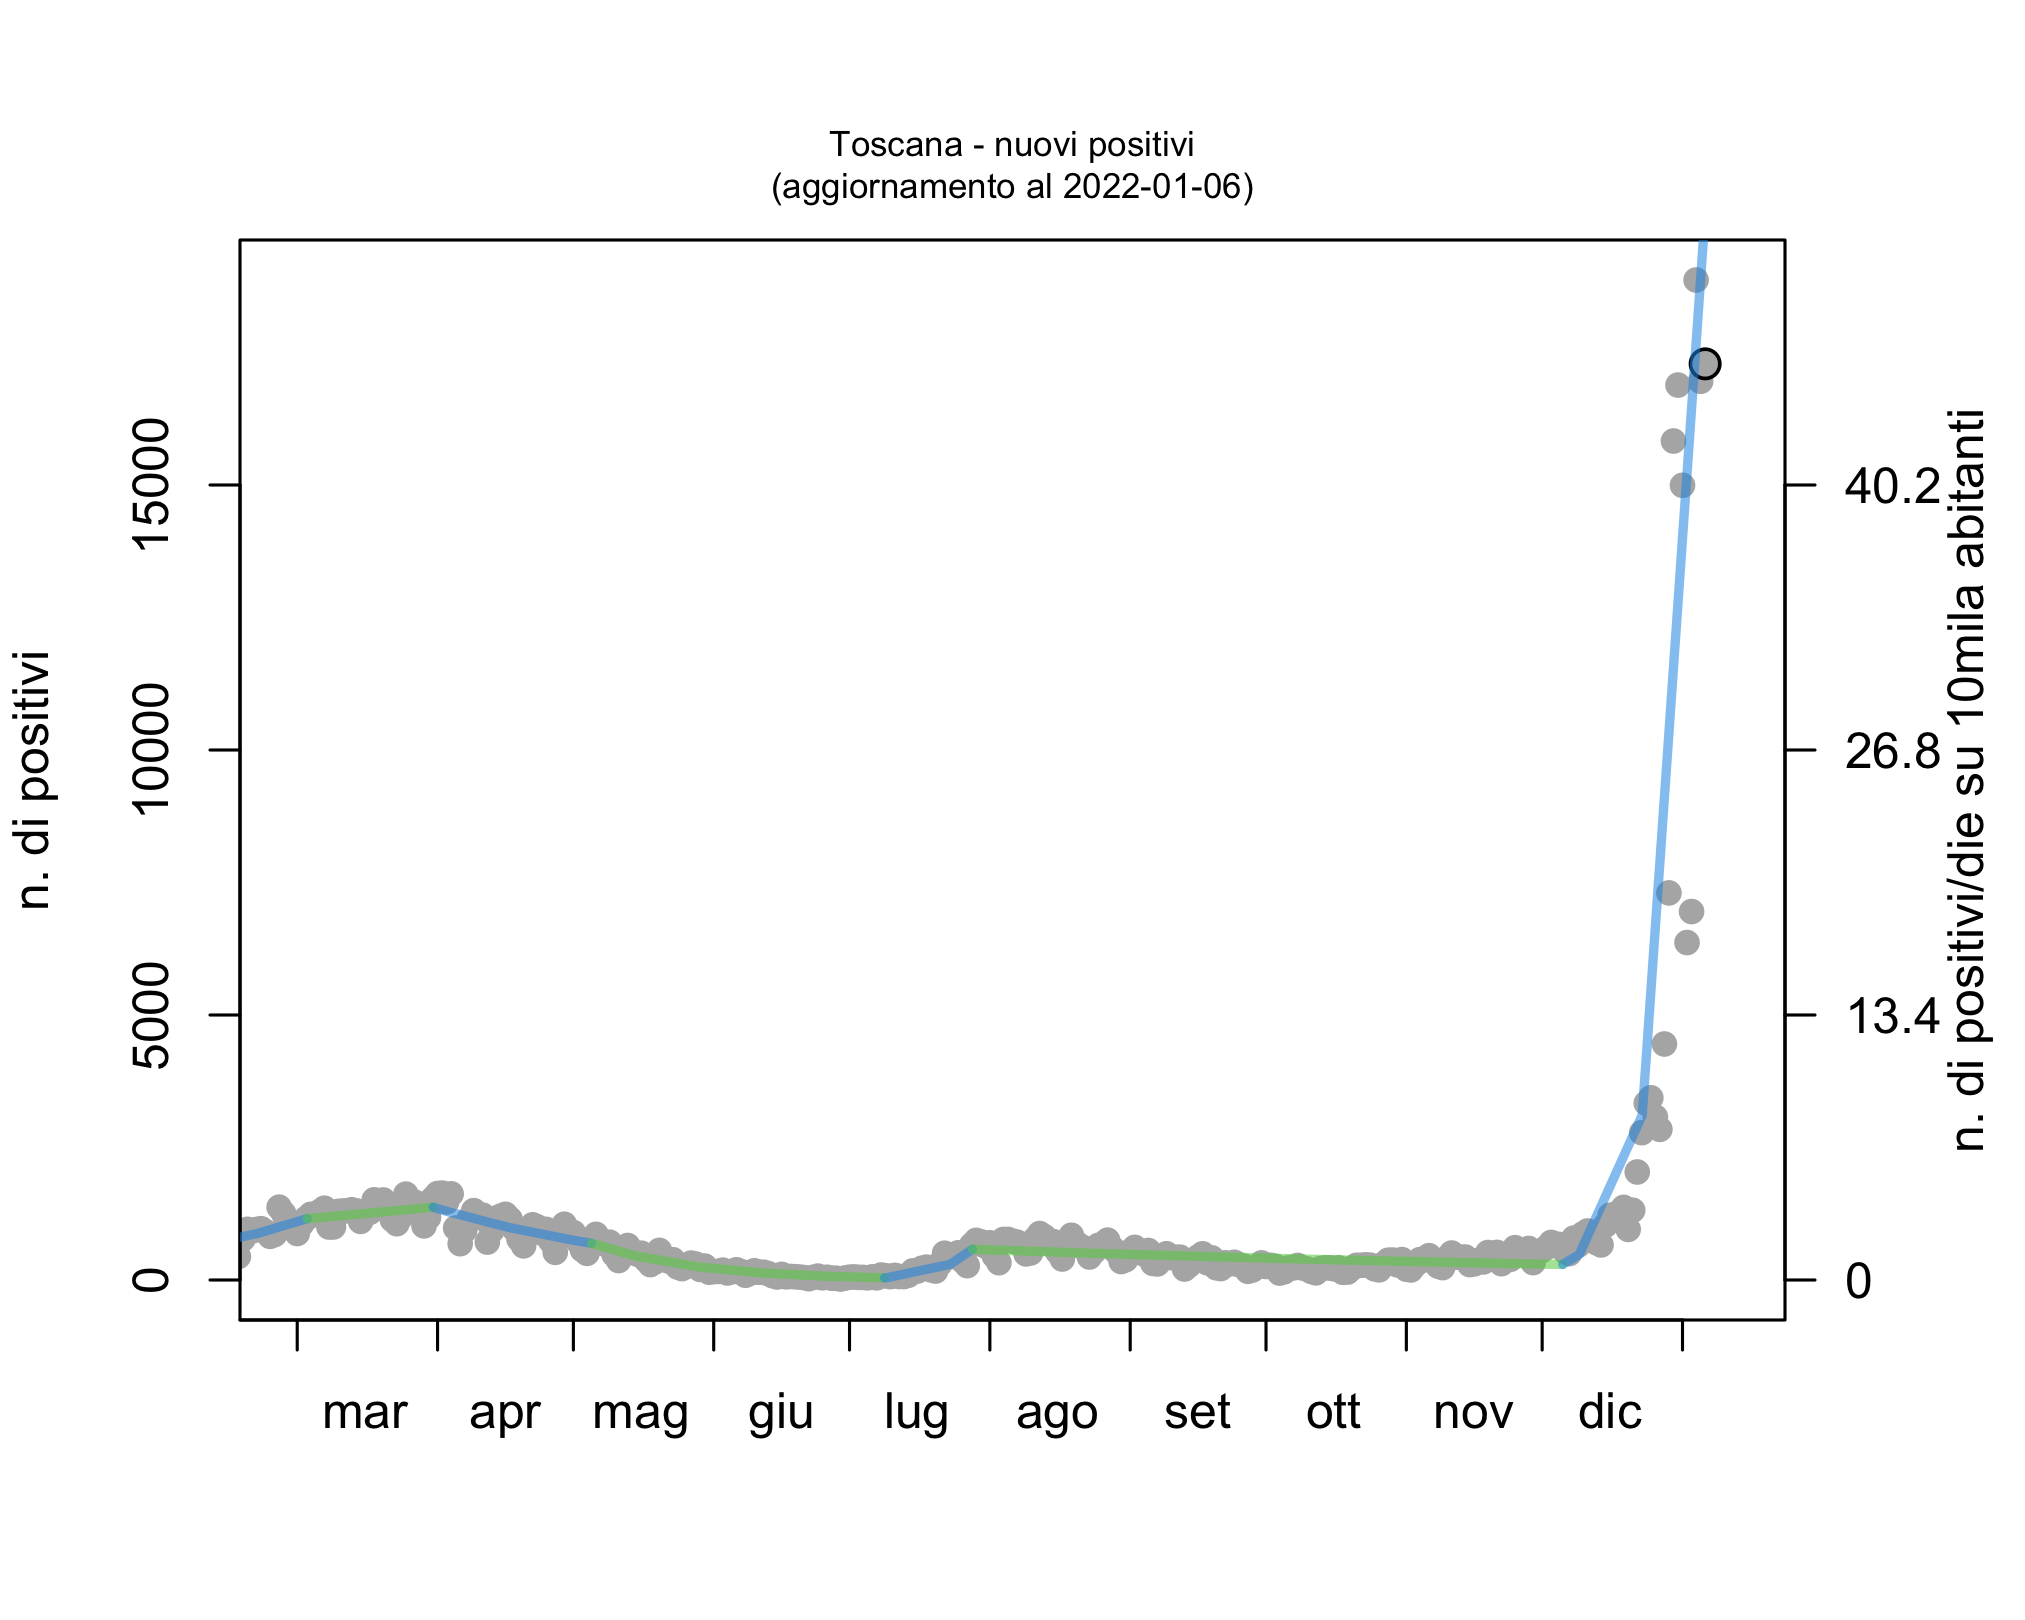 Toscana - nuovi positivi
(aggiornamento al 2022-01-06)
n. di positivi
15000
10000
5000
0
40.2
26.8
13.4
0
n. di positivi/die su 10mila abitanti
mar apr mag giu lug ago set ott nov dic